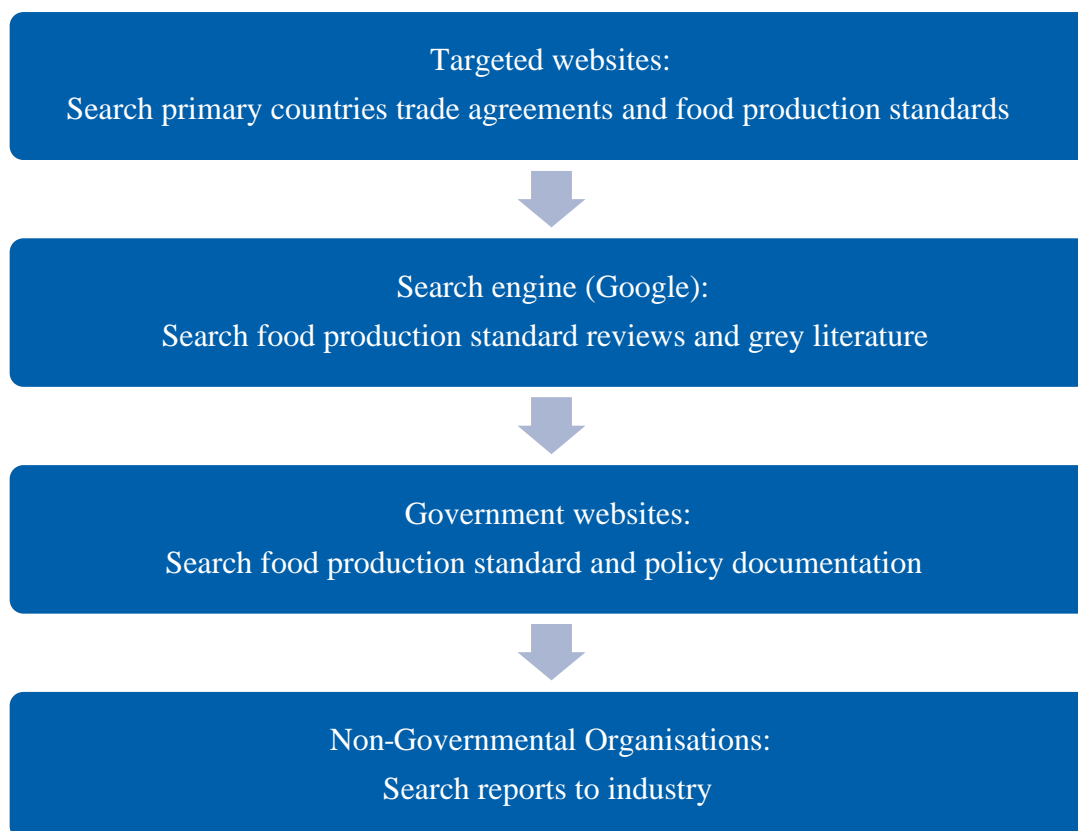 Targeted websites:
Search primary countries trade agreements and food production standards
Search engine (Google):
Search food production standard reviews and grey literature
Government websites:
Search food production standard and policy documentation
Non-Governmental Organisations:
Search reports to industry